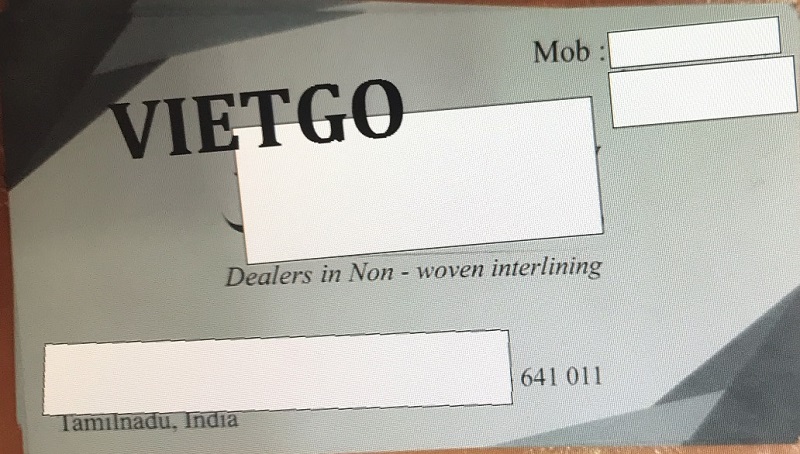 Mob :
VIETGO
Dealers in Non - woven interlining
641 011
Tamilnadu, India